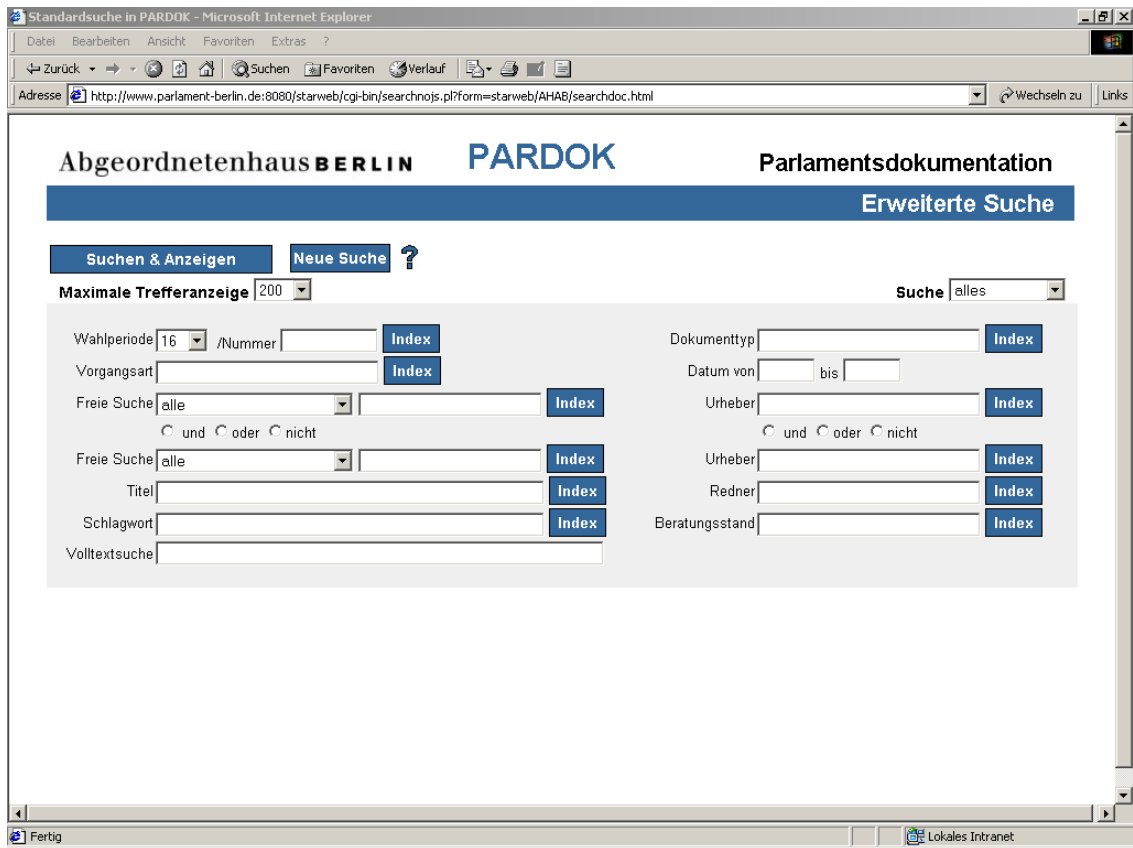 Standardsuche in PARDOK - Microsoft Internet Explorer
Datei Bearbeiten Ansicht Favoriten Extras ?
Zurück Suchen Favoriten Verlauf
Adresse http://www.parlament-berlin.de:8080/starweb/cgi-bin/searchnojs.pl?form=starweb/AHAB/searchdoc.html Wechseln zu Links
Abgeordnetenhaus BERLIN PARDOK Parlamentsdokumentation
Erweiterte Suche
Suchen & Anzeigen Neue Suche ?
Maximale Trefferanzeige 200 Suche alles
Wahlperiode 16 /Nummer Index Dokumenttyp Index
Vorgangsart Index Datum von bis
Freie Suche alle Index Urheber Index
und oder nicht und oder nicht
Freie Suche alle Index Urheber Index
Titel Index Redner Index
Schlagwort Index Beratungsstand Index
Volltextsuche
Fertig Lokales Intranet